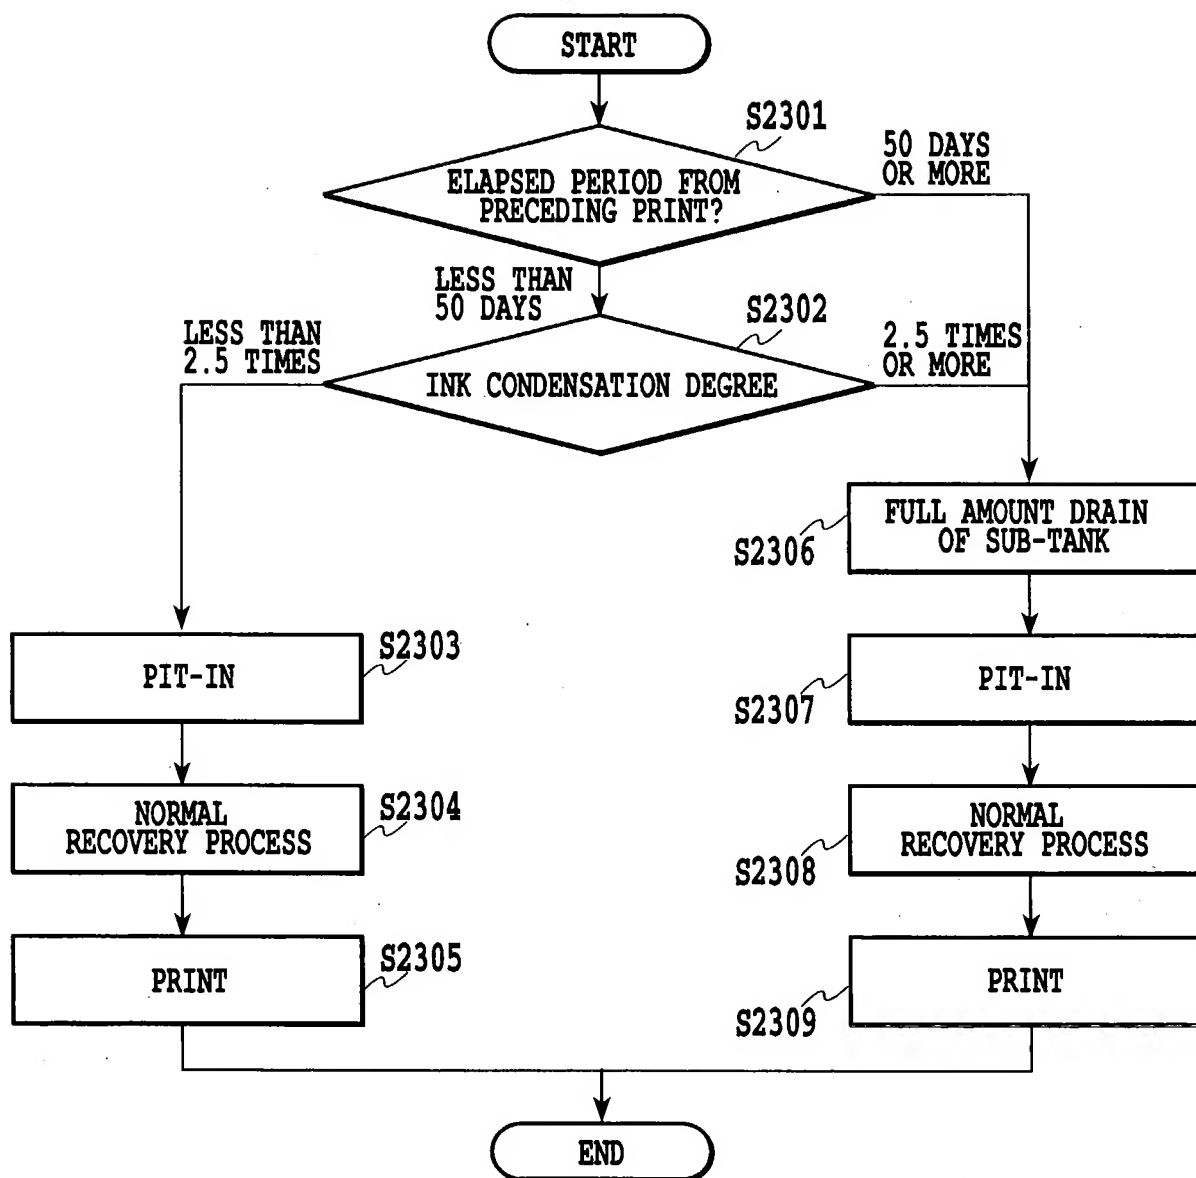 START
S2301
50 DAYS
OR MORE
ELAPSED PERIOD FROM
PRECEDING PRINT?
LESS THAN
50 DAYS
S2302
LESS THAN
2.5 TIMES
2.5 TIMES
OR MORE
INK CONDENSATION DEGREE
FULL AMOUNT DRAIN
OF SUB-TANK
S2306
S2303
PIT-IN
PIT-IN
S2307
S2304
NORMAL
RECOVERY PROCESS
NORMAL
RECOVERY PROCESS
S2308
S2305
PRINT
PRINT
S2309
END